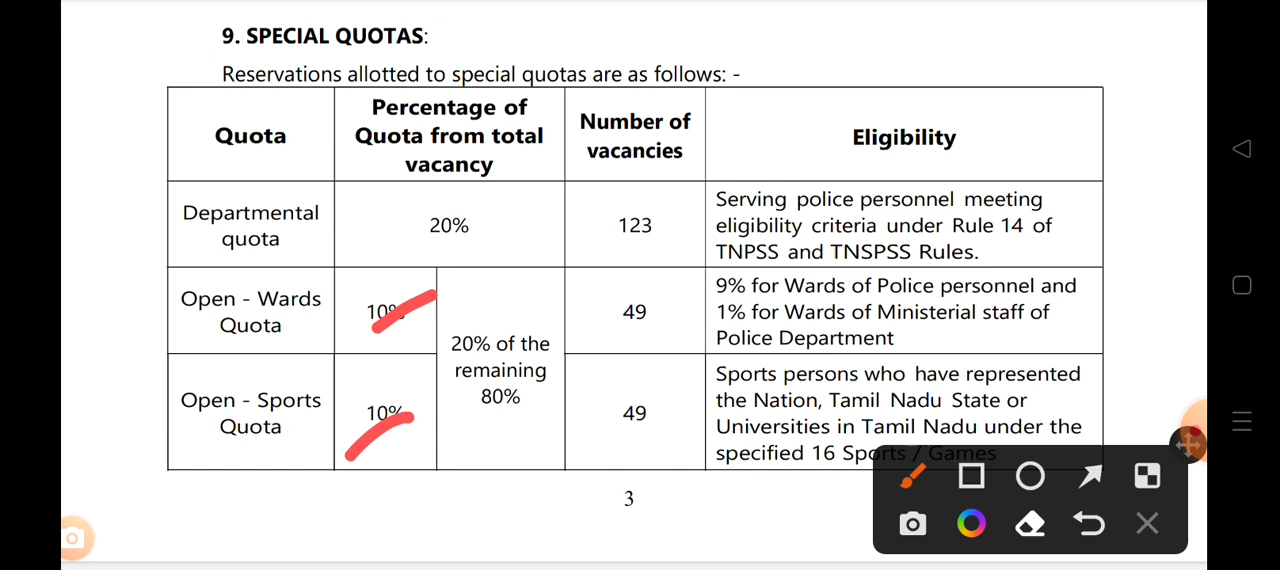 9. SPECIAL QUOTAS:
Reservations allotted to special quotas are as follows: -
Quota
Percentage of
Quota from total
vacancy
Number of
vacancies
Eligibility
Departmental
quota
20%
123
Serving police personnel meeting
eligibility criteria under Rule 14 of
TNPSS and TNSPSS Rules.
Open - Wards
Quota
10%
20% of the
remaining
80%
49
9% for Wards of Police personnel and
1% for Wards of Ministerial staff of
Police Department
Open - Sports
Quota
10%
49
Sports persons who have represented
the Nation, Tamil Nadu State or
Universities in Tamil Nadu under the
specified 16 Sports / Games
3